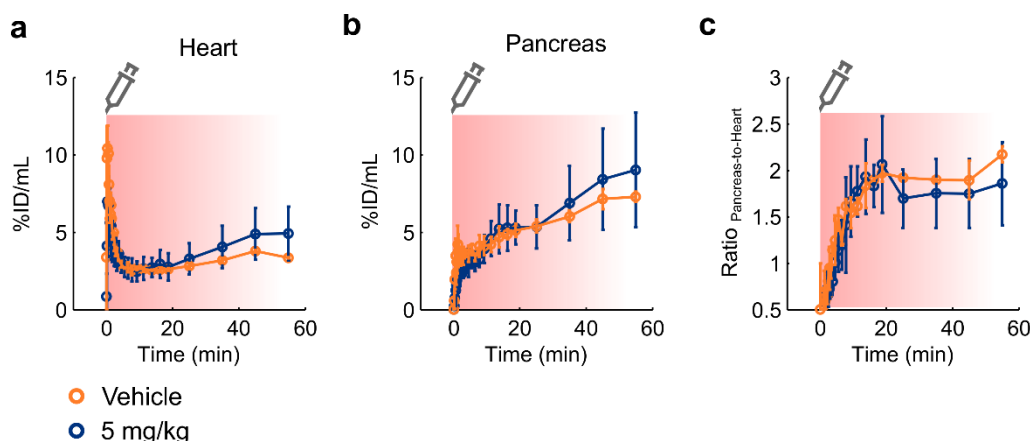 a
Heart
%ID/mL
15
10
5
0
0
20
40
60
Time (min)
b
Pancreas
%ID/mL
15
10
5
0
0
20
40
60
Time (min)
c
Ratio Pancreas-to-Heart
3
2.5
2
1.5
1
0.5
0
20
40
60
Time (min)
Vehicle
5 mg/kg